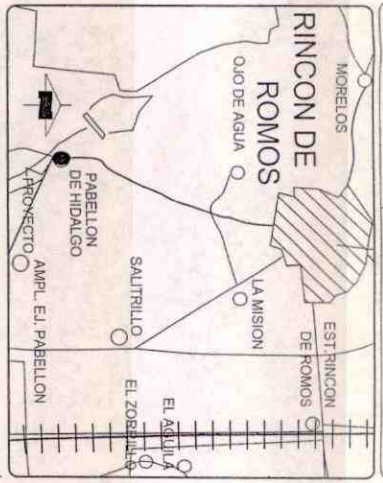 MORELOS
RINCON DE
ROMOS
OJO DE AGUA
EST. RINCON
DE ROMOS
LA MISION
SALITRILLO
EL AGUILA
EL ZORRILLO
PABELLON
DE HIDALGO
PROYECTO
AMPL. EJ. PABELLON